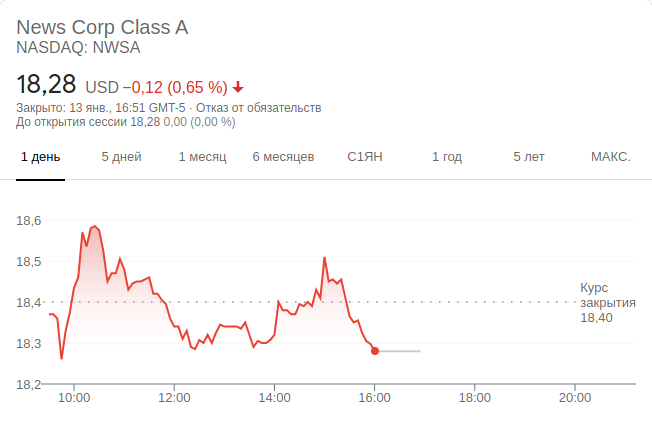 News Corp Class A
NASDAQ: NWSA
18,28 USD −0,12 (0,65 %)
Закрыто: 13 янв., 16:51 GMT-5 · Отказ от обязательств
До открытия сессии 18,28 0,00 (0,00 %)
1 день 5 дней 1 месяц 6 месяцев С1ЯН 1 год 5 лет МАКС.
18,6
18,5
18,4
18,3
18,2
Курс
закрытия
18,40
10:00 12:00 14:00 16:00 18:00 20:00